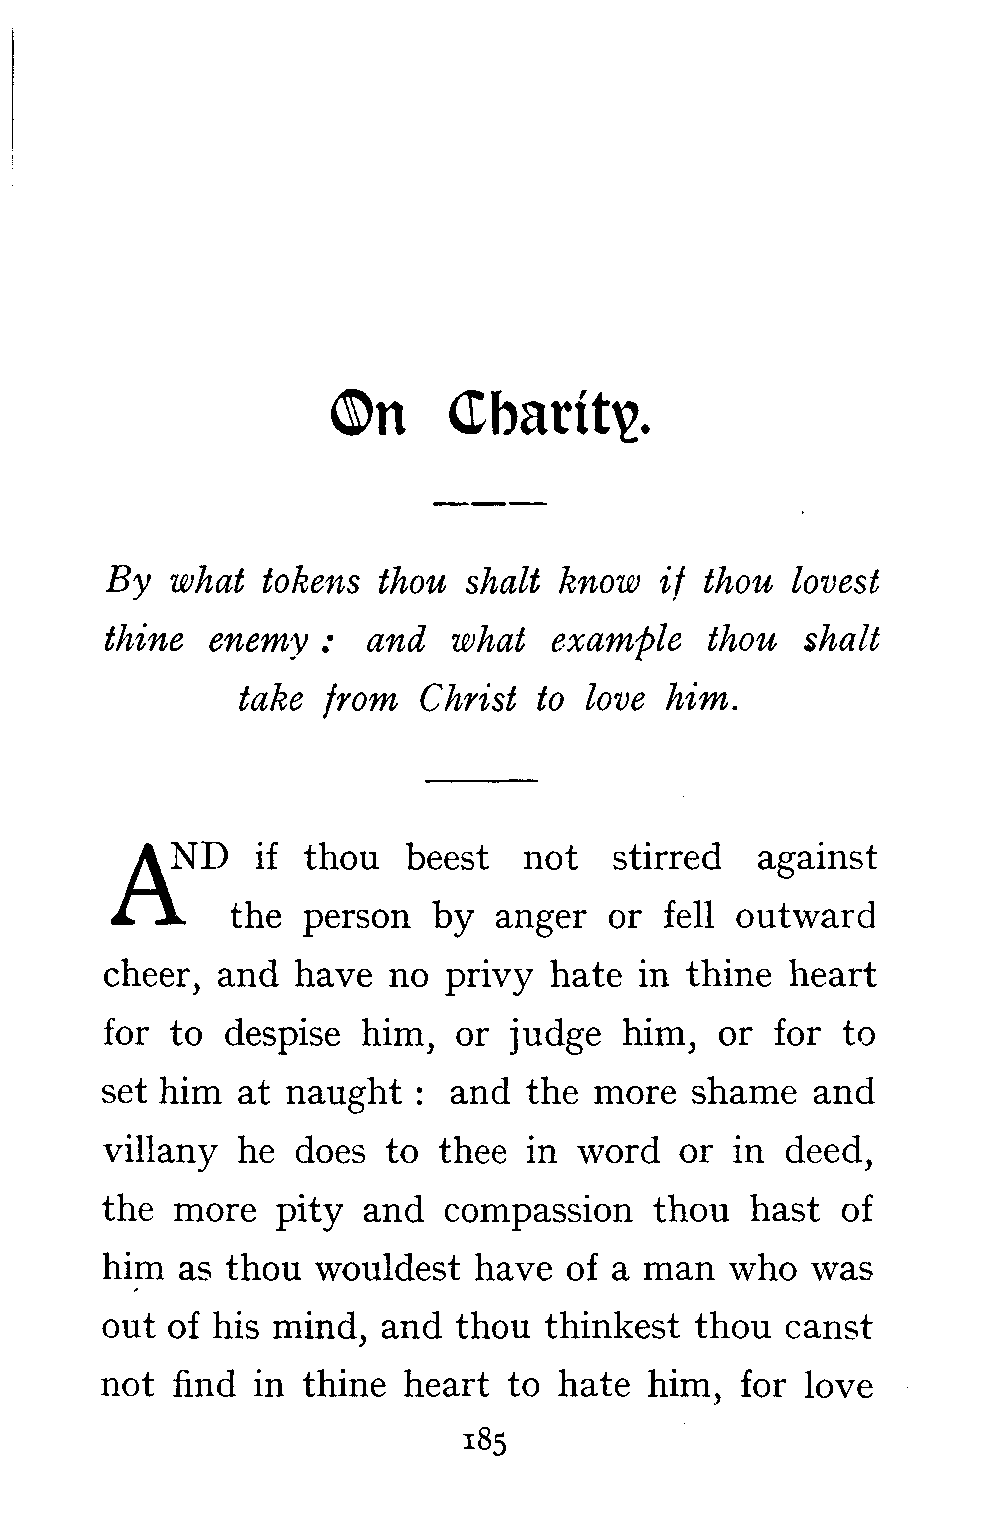 On Charity.
By what tokens thou shalt know if thou lovest
thine enemy : and what example thou shalt
take from Christ to love him.
AND if thou beest not stirred against
the person by anger or fell outward
cheer, and have no privy hate in thine heart
for to despise him, or judge him, or for to
set him at naught : and the more shame and
villany he does to thee in word or in deed,
the more pity and compassion thou hast of
him as thou wouldest have of a man who was
out of his mind, and thou thinkest thou canst
not find in thine heart to hate him, for love
185